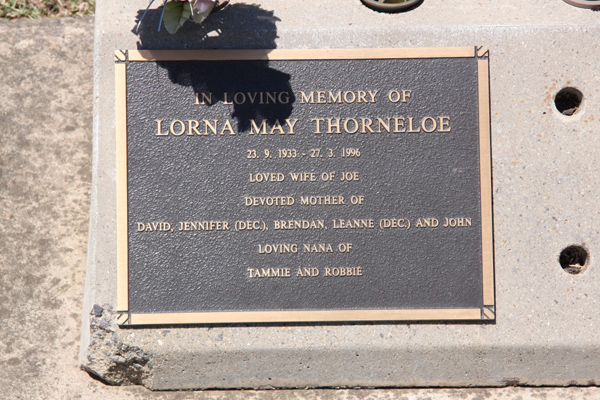 IN LOVING MEMORY OF
LORNA MAY THORNELOE
23. 9. 1933 - 27. 3. 1996
LOVED WIFE OF JOE
DEVOTED MOTHER OF
DAVID, JENNIFER (DEC.), BRENDAN, LEANNE (DEC.) AND JOHN
LOVING NANA OF
TAMMIE AND ROBBIE